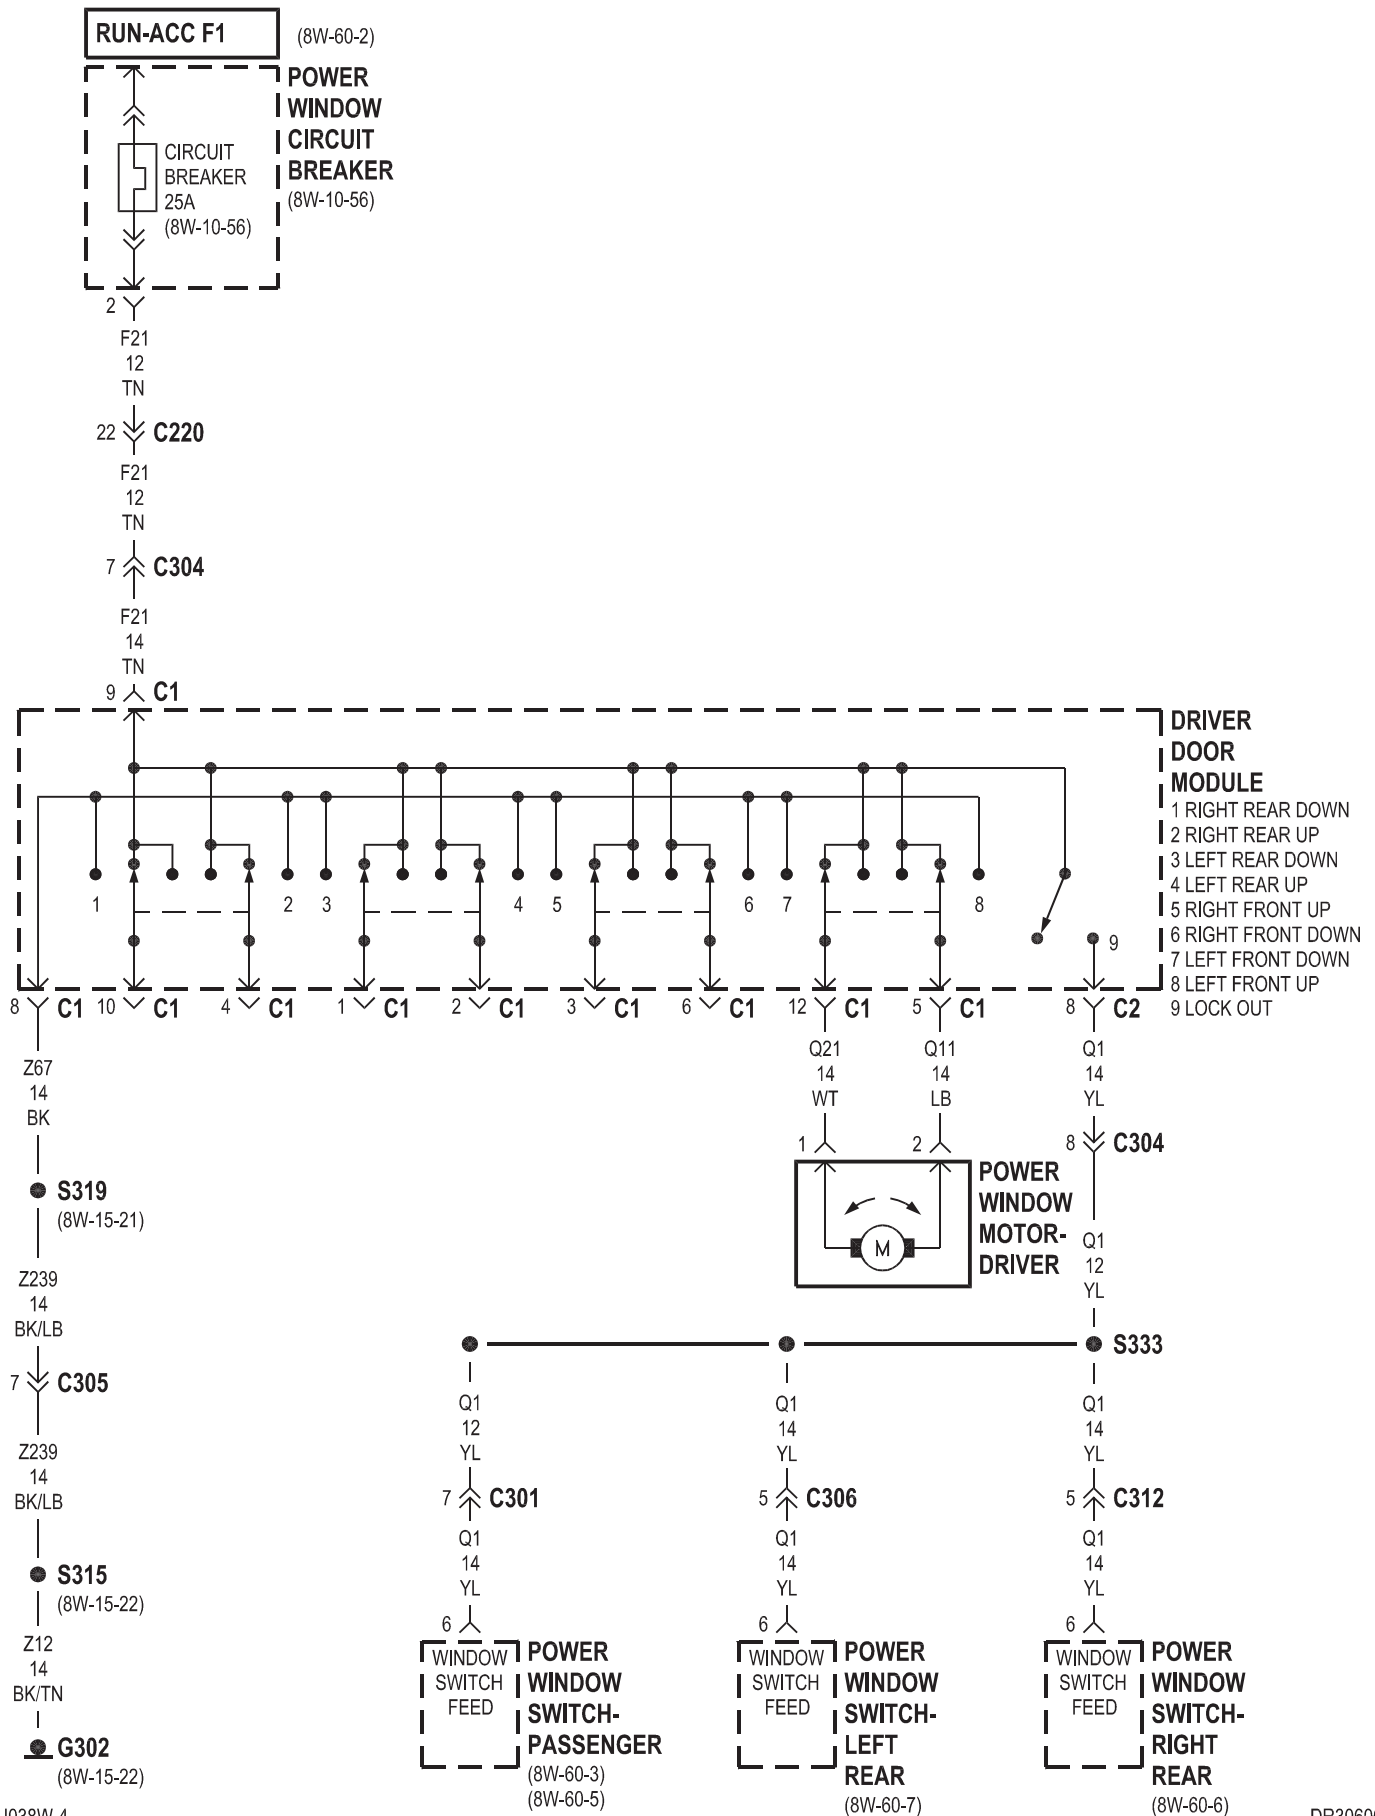 RUN-ACC F1
(8W-60-2)
POWER
WINDOW
CIRCUIT
BREAKER
(8W-10-56)
CIRCUIT
BREAKER
25A
(8W-10-56)
2
F21
12
TN
22
C220
F21
12
TN
7
C304
F21
14
TN
9
C1
DRIVER
DOOR
MODULE
1 RIGHT REAR DOWN
2 RIGHT REAR UP
3 LEFT REAR DOWN
4 LEFT REAR UP
5 RIGHT FRONT UP
6 RIGHT FRONT DOWN
7 LEFT FRONT DOWN
8 LEFT FRONT UP
9 LOCK OUT
1 2 3 4 5 6 7 8
9
8 C1 10 C1 4 C1 1 C1 2 C1 3 C1 6 C1 12 C1 5 C1 8 C2
Z67
14
BK
Q21
14
WT
Q11
14
LB
Q1
14
YL
1
2
8
C304
POWER
WINDOW
MOTOR-
DRIVER
M
S319
(8W-15-21)
Z239
14
BK/LB
Q1
12
YL
S333
7
C305
Z239
14
BK/LB
S315
(8W-15-22)
Z12
14
BK/TN
G302
(8W-15-22)
Q1
12
YL
7
C301
Q1
14
YL
6
WINDOW
SWITCH
FEED
POWER
WINDOW
SWITCH-
PASSENGER
(8W-60-3)
(8W-60-5)
Q1
14
YL
5
C306
Q1
14
YL
6
WINDOW
SWITCH
FEED
POWER
WINDOW
SWITCH-
LEFT
REAR
(8W-60-7)
Q1
14
YL
5
C312
Q1
14
YL
6
WINDOW
SWITCH
FEED
POWER
WINDOW
SWITCH-
RIGHT
REAR
(8W-60-6)